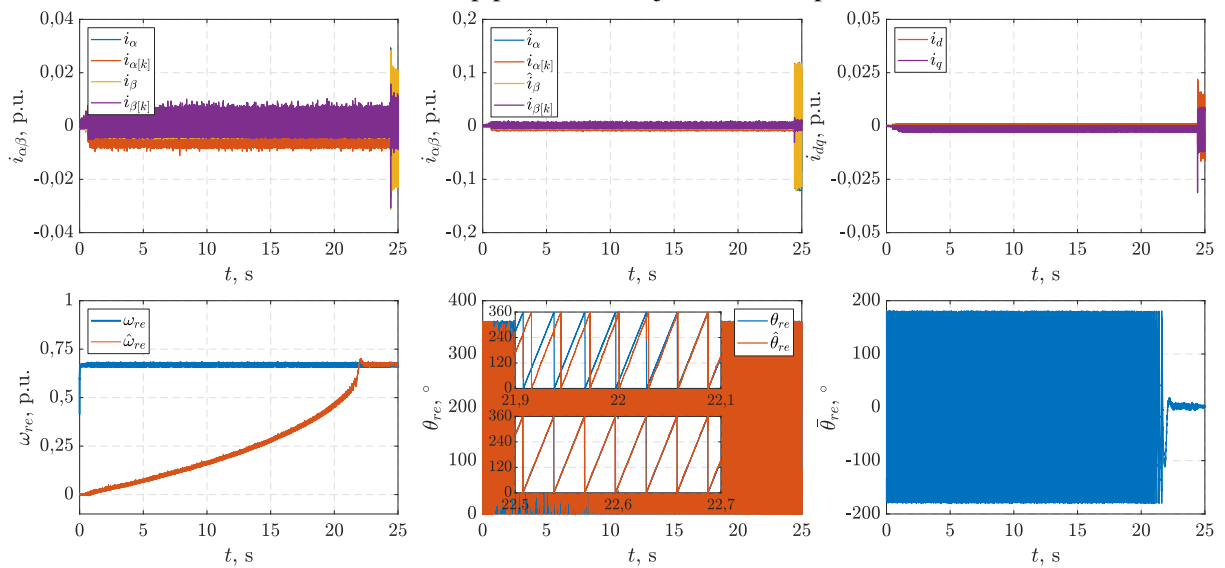 0,04
0,02
0
-0,02
0,04
0 5 10 15 20 25
i_α
i_{α[k]}
i_β
i_{β[k]}
i_{αβ}, p.u.
t, s
0,2
0,1
0
-0,1
-0,2
0 5 10 15 20 25
î_α
i_{α[k]}
î_β
i_{β[k]}
i_{αβ}, p.u.
t, s
0,05
0,025
0
-0,025
-0,05
0 5 10 15 20 25
i_d
i_q
i_{dq}, p.u.
t, s
1
0,75
0,5
0,25
0
0 5 10 15 20 25
ω_{re}
ω̂_{re}
ω_{re}, p.u.
t, s
400
300
200
100
0
0 5 10 15 20 25
360
240
120
0
21,9 22 22,1
360
240
120
0
22,5 22,6 22,7
θ_{re}
θ̂_{re}
θ_{re}, °
t, s
200
100
0
-100
-200
0 5 10 15 20 25
θ̄_{re}, °
t, s